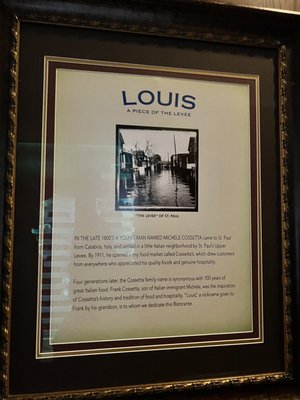 LOUIS
A PIECE OF THE LEVEE
"THE LEVEE" OF ST. PAUL
IN THE LATE 1800'S A YOUNG MAN NAMED MICHELE COSSETTA came to St. Paul
from Calabria, Italy, and settled in a little Italian neighborhood by St. Paul's Upper
Levee. By 1911, he opened a tiny food market called Cossetta's, which drew customers
from everywhere who appreciated his quality foods and genuine hospitality.
Four generations later, the Cossetta family name is synonymous with 100 years of
great Italian food. Frank Cossetta, son of Italian immigrant Michele, was the inspiration
of Cossetta's history and tradition of food and hospitality. "Louis" a nickname given to
Frank by his grandson, is to whom we dedicate this Ristorante.